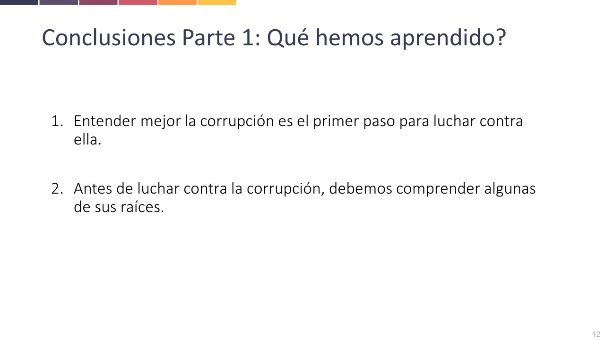 Conclusiones Parte 1: Qué hemos aprendido?
1. Entender mejor la corrupción es el primer paso para luchar contra
ella.
2. Antes de luchar contra la corrupción, debemos comprender algunas
de sus raíces.
42